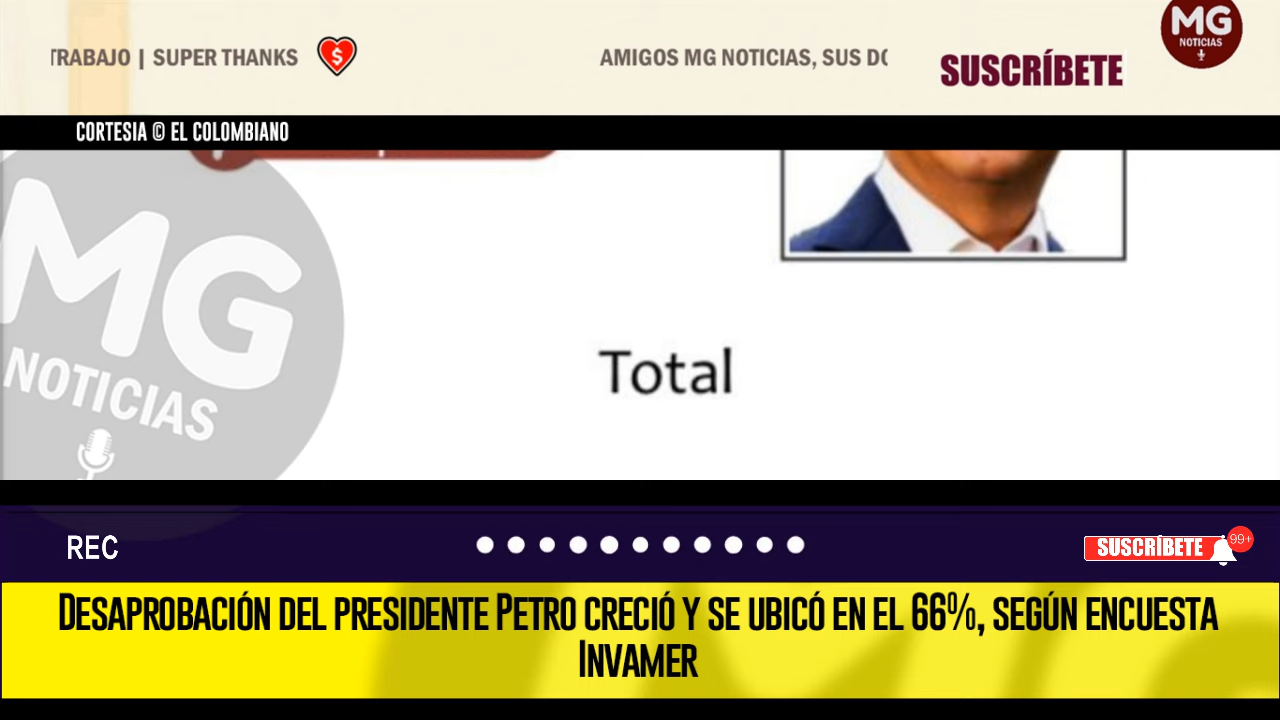 TRABAJO | SUPER THANKS
AMIGOS MG NOTICIAS, SUS
SUSCRÍBETE
MG
NOTICIAS
CORTESIA © EL COLOMBIANO
MG
NOTICIAS
Total
REC
SUSCRÍBETE
99+
DESAPROBACIÓN DEL PRESIDENTE PETRO CRECIÓ Y SE UBICÓ EN EL 66%, SEGÚN ENCUESTA
INVAMER